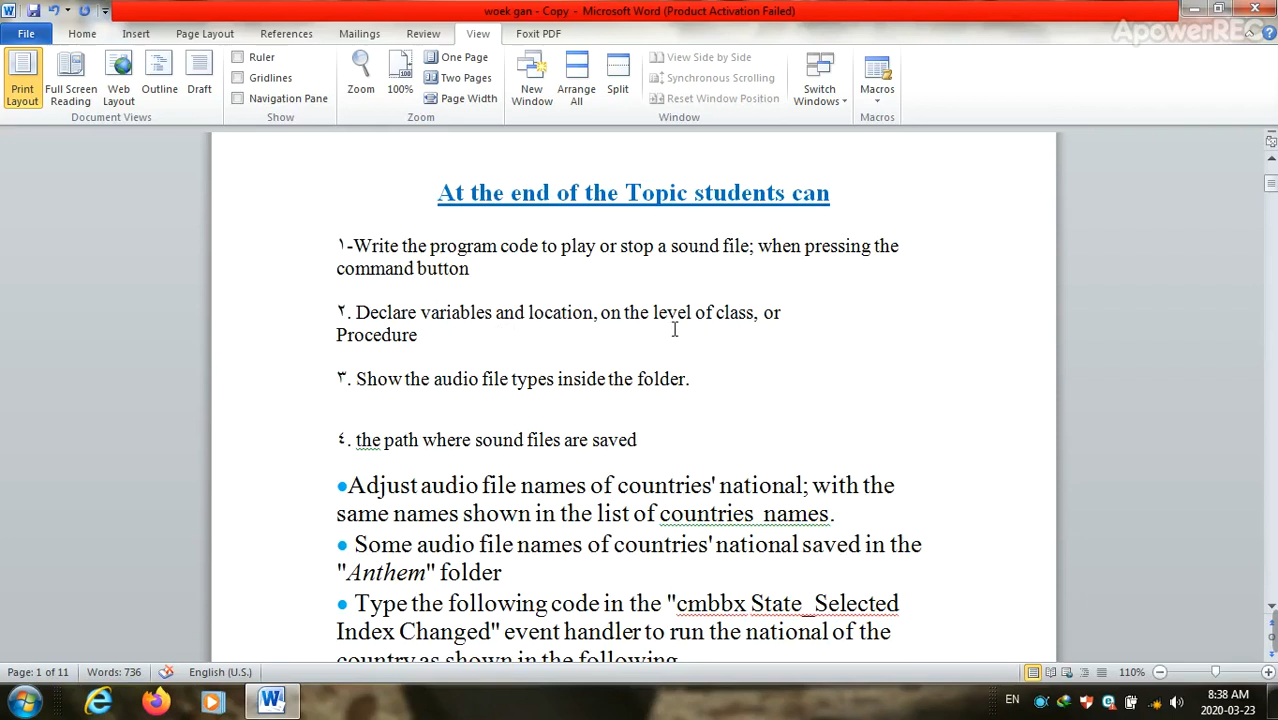 woek gan - Copy - Microsoft Word (Product Activation Failed)
ApowerREC
File Home Insert Page Layout References Mailings Review View Foxit PDF
Print Layout
Full Screen Reading
Web Layout
Outline
Draft
Document Views
Ruler
Gridlines
Navigation Pane
Show
Zoom
100%
One Page
Two Pages
Page Width
Zoom
New Window
Arrange All
Split
View Side by Side
Synchronous Scrolling
Reset Window Position
Window
Switch Windows
Macros
Macros
At the end of the Topic students can
١-Write the program code to play or stop a sound file; when pressing the
command button
٢. Declare variables and location, on the level of class, or
Procedure
٣. Show the audio file types inside the folder.
٤. the path where sound files are saved
●Adjust audio file names of countries' national; with the
same names shown in the list of countries names.
● Some audio file names of countries' national saved in the
"Anthem" folder
● Type the following code in the "cmbbx State_Selected
Index Changed" event handler to run the national of the
country as shown in the following
Page: 1 of 11 Words: 736 English (U.S.) 110%
EN
8:38 AM
2020-03-23